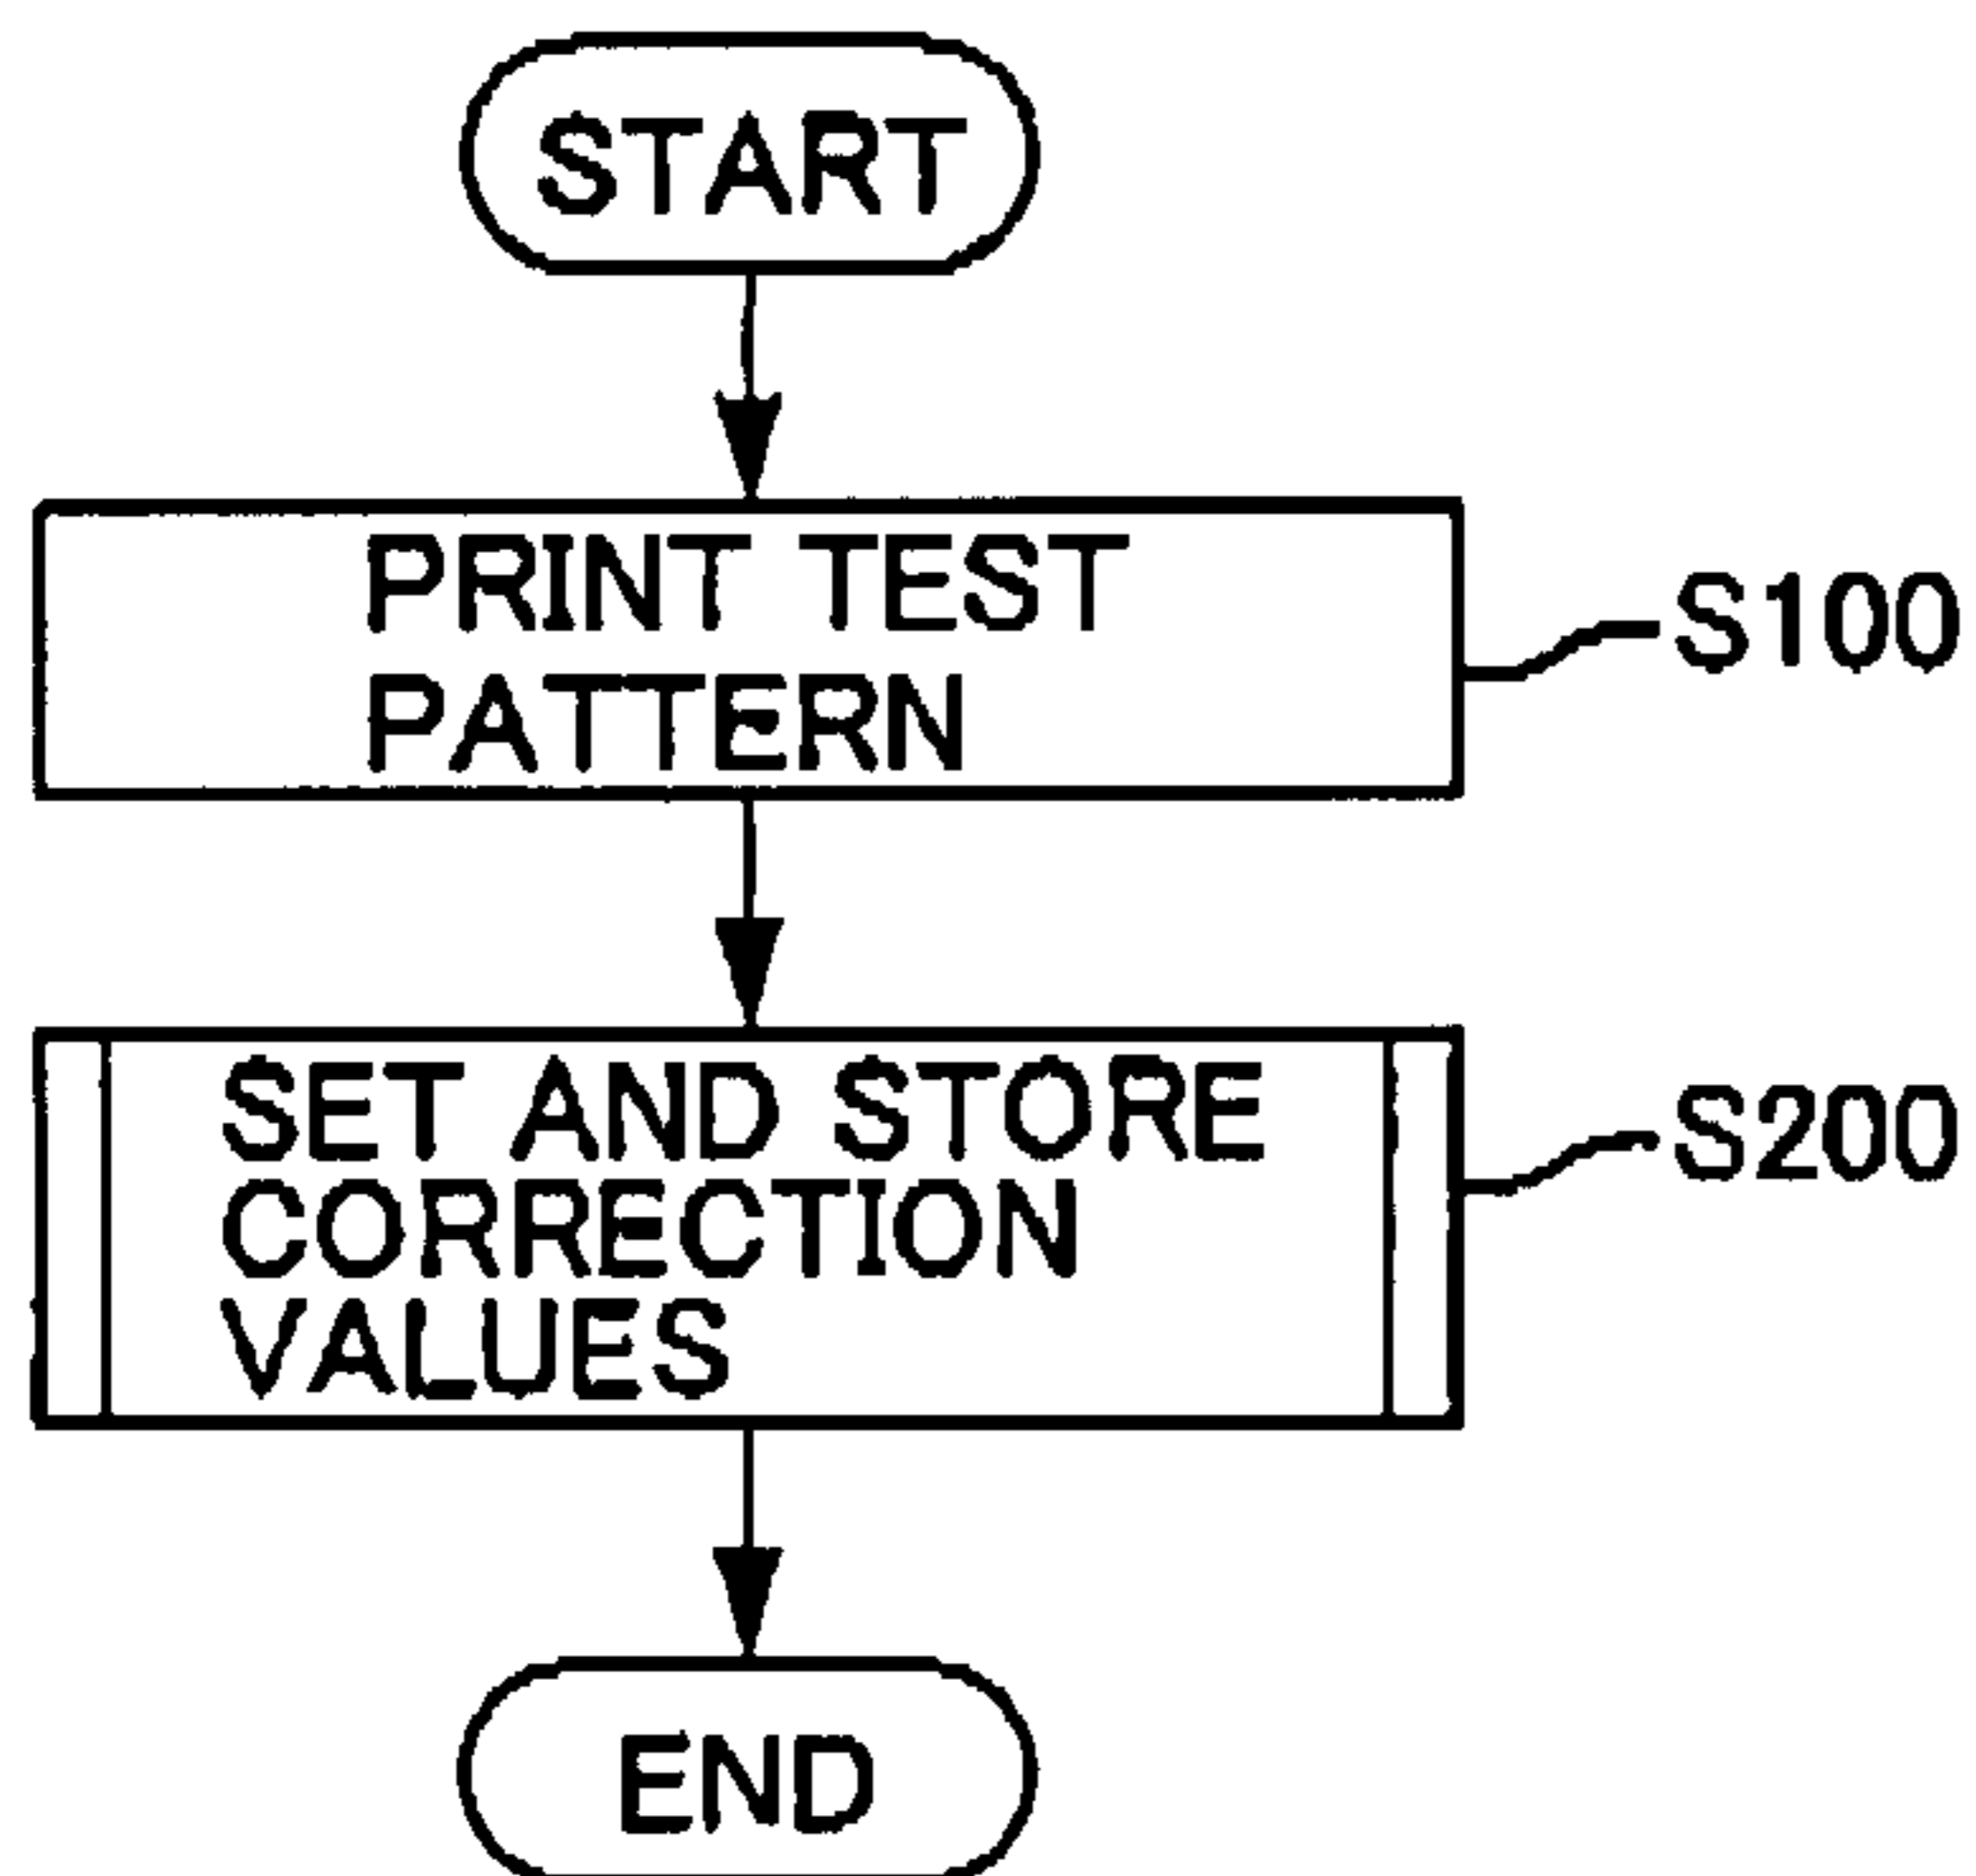 START
PRINT TEST
PATTERN
S100
SET AND STORE
CORRECTION
VALUES
S200
END